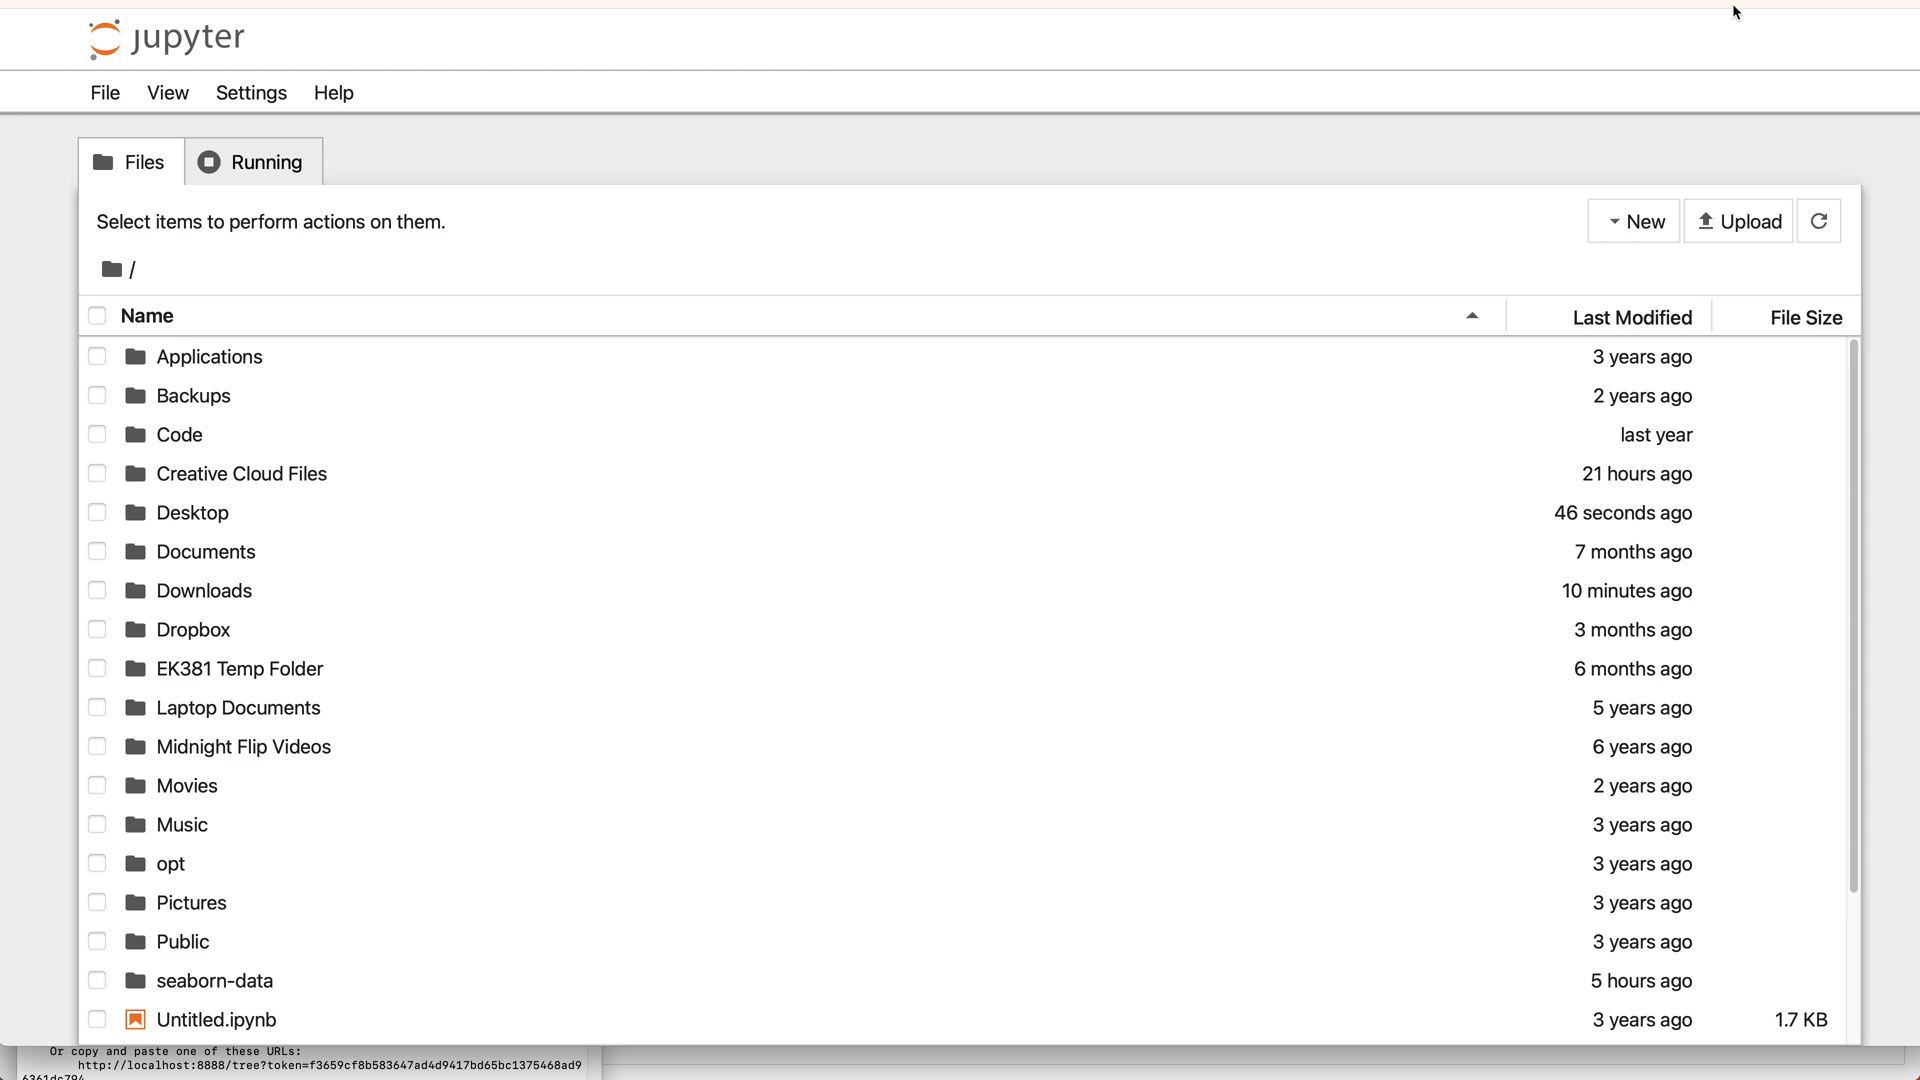 jupyter
File View Settings Help
Files Running
Select items to perform actions on them.
New Upload
/
Name Last Modified File Size
Applications 3 years ago
Backups 2 years ago
Code last year
Creative Cloud Files 21 hours ago
Desktop 46 seconds ago
Documents 7 months ago
Downloads 10 minutes ago
Dropbox 3 months ago
EK381 Temp Folder 6 months ago
Laptop Documents 5 years ago
Midnight Flip Videos 6 years ago
Movies 2 years ago
Music 3 years ago
opt 3 years ago
Pictures 3 years ago
Public 3 years ago
seaborn-data 5 hours ago
Untitled.ipynb 3 years ago 1.7 KB
Or copy and paste one of these URLs:
http://localhost:8888/tree?token=f3659cf8b583647ad4d9417bd65bc1375468ad9